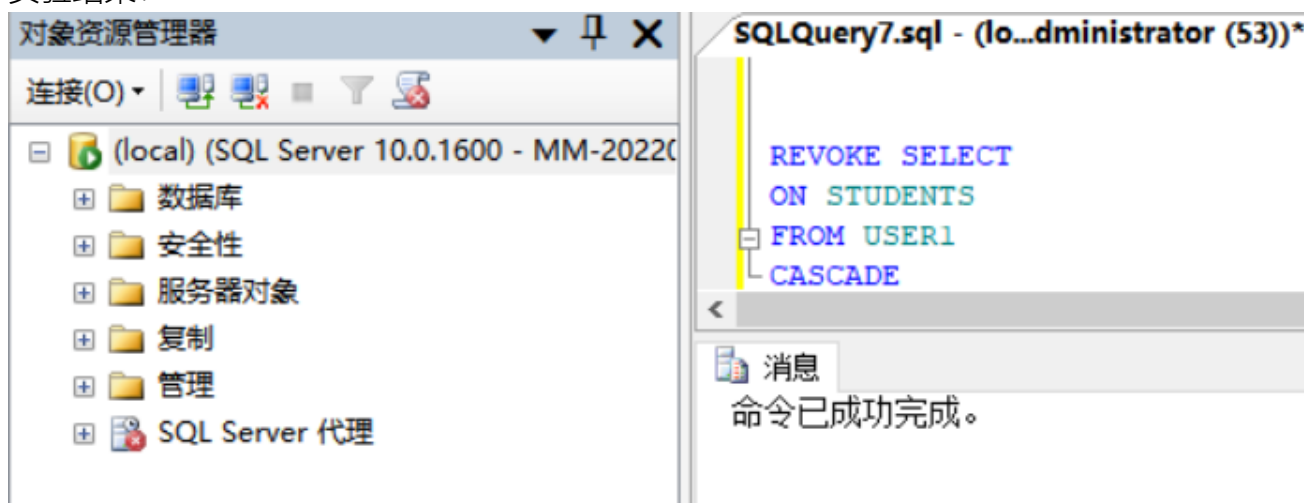 对象资源管理器
连接(O)
(local) (SQL Server 10.0.1600 - MM-20220
数据库
安全性
服务器对象
复制
管理
SQL Server 代理
SQLQuery7.sql - (lo...dministrator (53))*
REVOKE SELECT
ON STUDENTS
FROM USER1
CASCADE
消息
命令已成功完成。